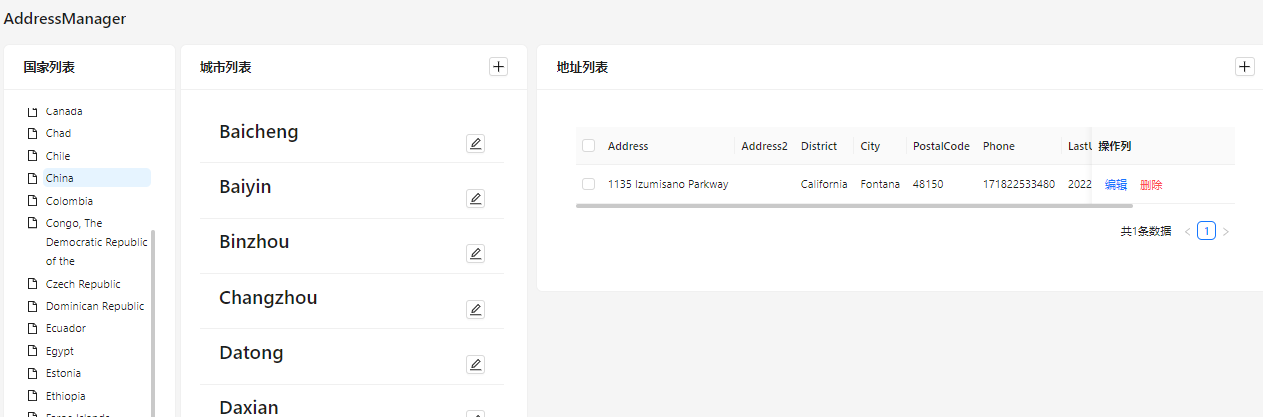 AddressManager
国家列表
Canada
Chad
Chile
China
Colombia
Congo, The
Democratic Republic
of the
Czech Republic
Dominican Republic
Ecuador
Egypt
Estonia
Ethiopia
Faroe Islands
城市列表
Baicheng
Baiyin
Binzhou
Changzhou
Datong
Daxian
地址列表
Address Address2 District City PostalCode Phone LastU 操作列
1135 Izumisano Parkway California Fontana 48150 171822533480 2022 编辑 删除
共1条数据 < 1 >